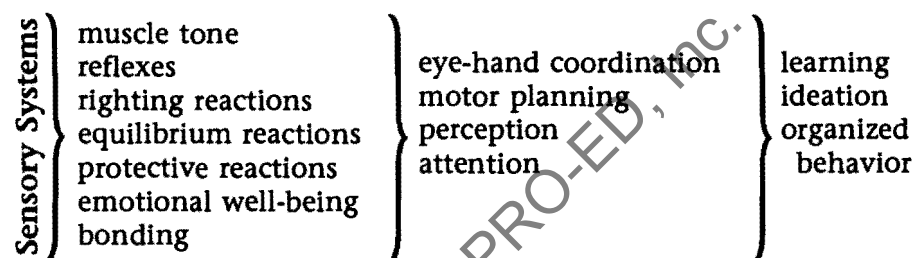 Sensory Systems
muscle tone
reflexes
righting reactions
equilibrium reactions
protective reactions
emotional well-being
bonding
eye-hand coordination
motor planning
perception
attention
learning
ideation
organized
behavior
PRO-ED, Inc.